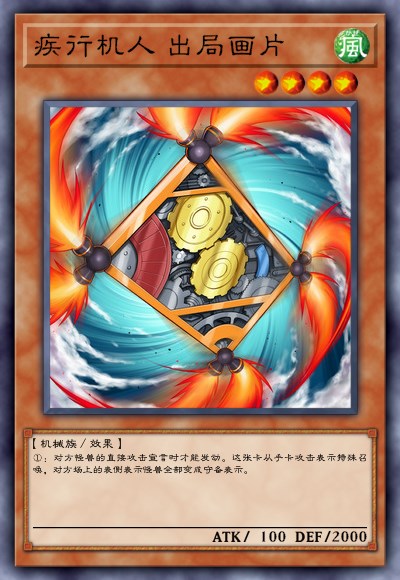 疾行机人 出局画片
風
【机械族／效果】
①：对方怪兽的直接攻击宣言时才能发动。这张卡从手卡攻击表示特殊召
唤，对方场上的表侧表示怪兽全部变成守备表示。
ATK/ 100 DEF/2000